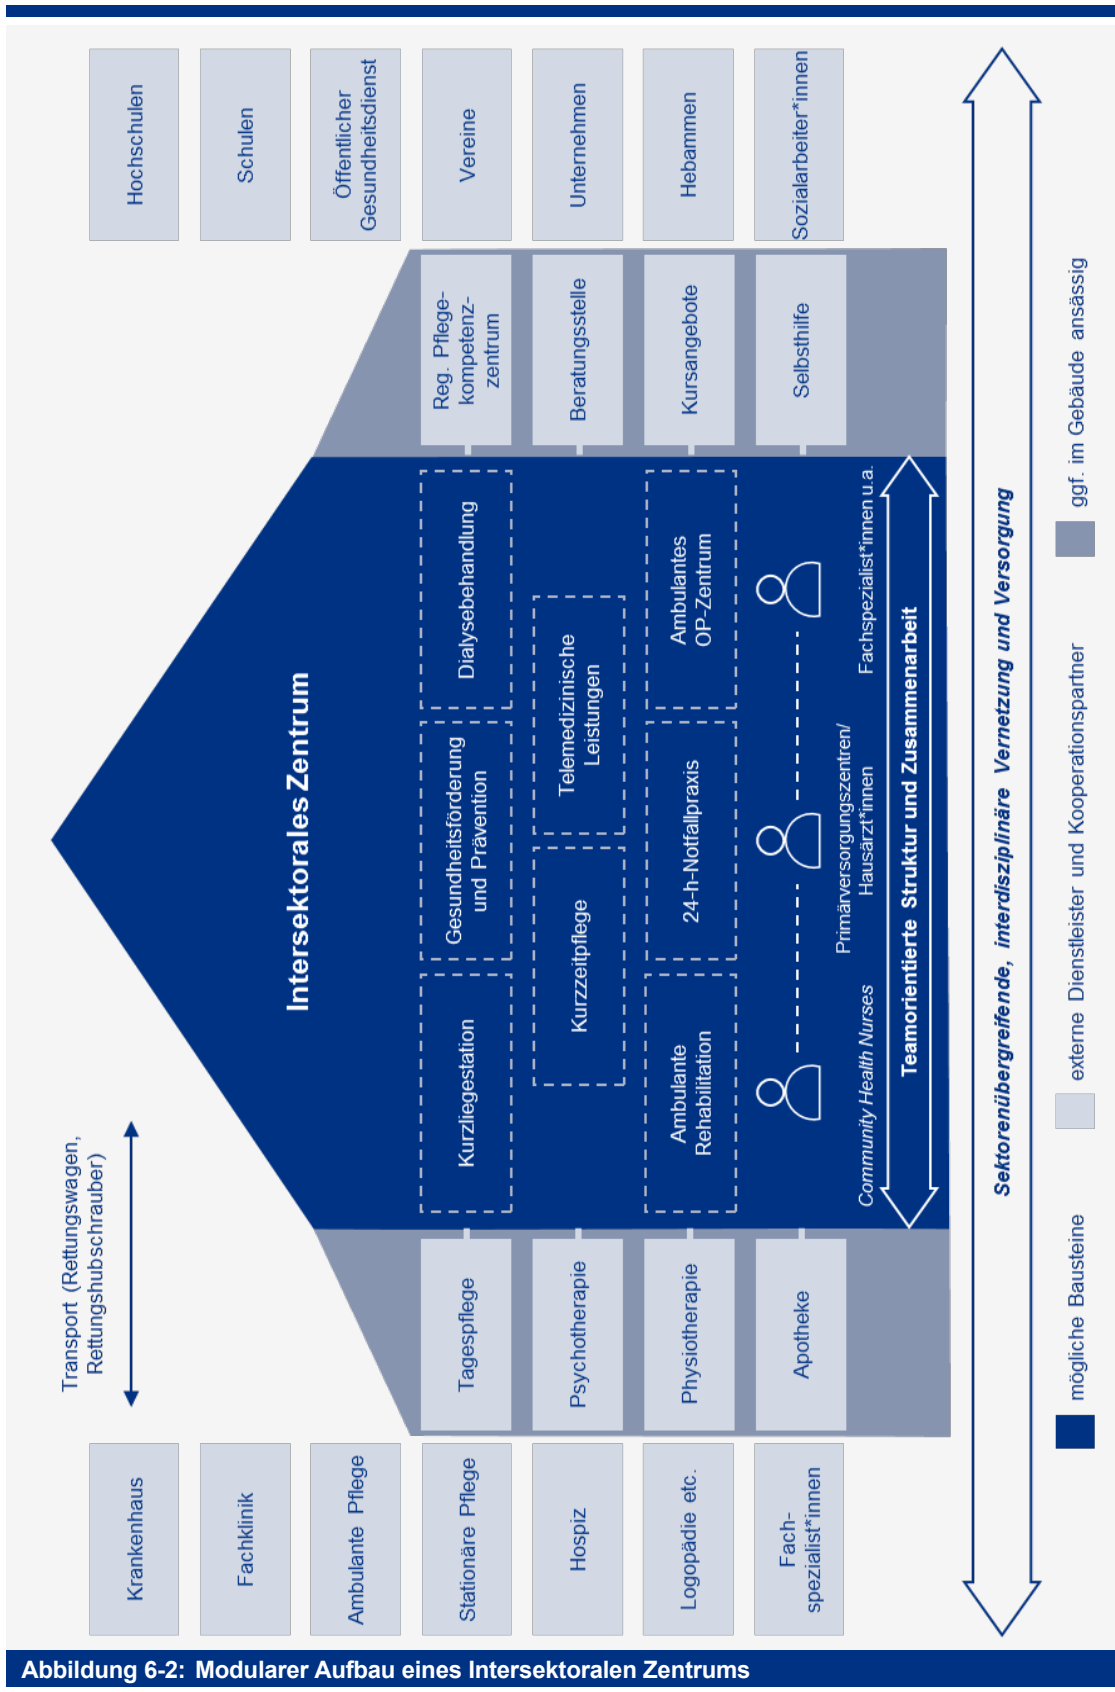 Transport (Rettungswagen,
Rettungshubschrauber)
Krankenhaus
Fachklinik
Ambulante Pflege
Stationäre Pflege
Hospiz
Logopädie etc.
Fach-
spezialist*innen
Tagespflege
Psychotherapie
Physiotherapie
Apotheke
Intersektorales Zentrum
Kurzliegestation
Gesundheitsförderung
und Prävention
Dialysebehandlung
Kurzzeitpflege
Telemedizinische
Leistungen
Ambulante
Rehabilitation
24-h-Notfallpraxis
Ambulantes
OP-Zentrum
Community Health Nurses
Primärversorgungszentren/
Hausärzt*innen
Fachspezialist*innen u.a.
Teamorientierte Struktur und Zusammenarbeit
Reg. Pflege-
kompetenz-
zentrum
Beratungsstelle
Kursangebote
Selbsthilfe
Hochschulen
Schulen
Öffentlicher
Gesundheitsdienst
Vereine
Unternehmen
Hebammen
Sozialarbeiter*innen
Sektorenübergreifende, interdisziplinäre Vernetzung und Versorgung
mögliche Bausteine
externe Dienstleister und Kooperationspartner
ggf. im Gebäude ansässig
Abbildung 6-2: Modularer Aufbau eines Intersektoralen Zentrums